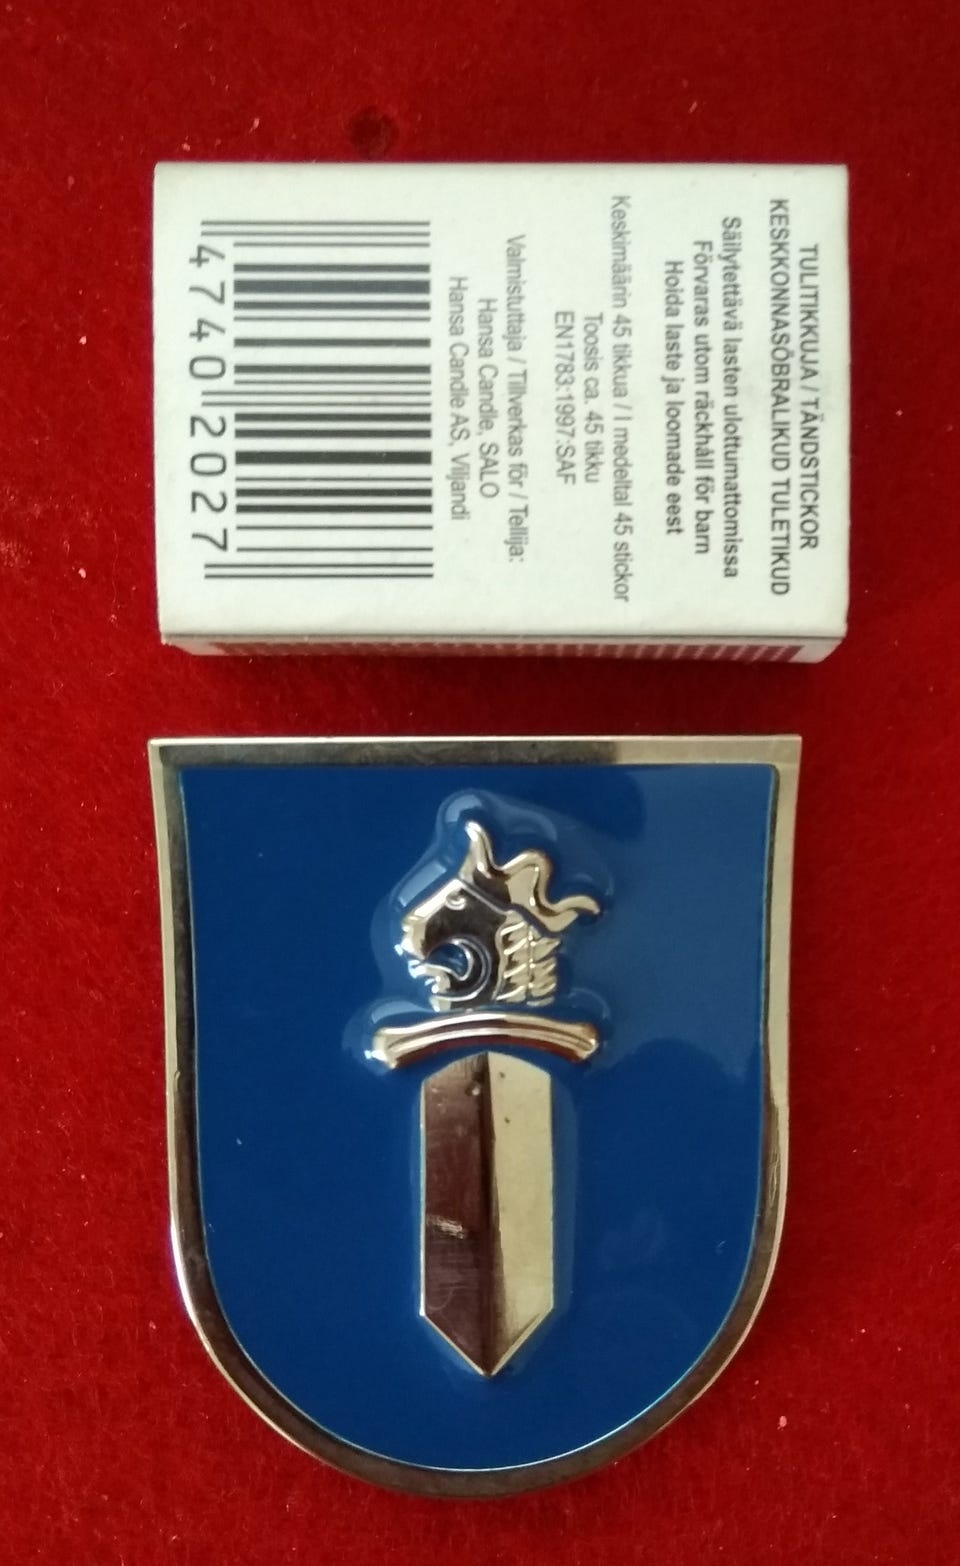 TULITIKKUJA / TÄNDSTICKOR
KESKKONNASÕBRALIKUD TULETIKUD
Säilytettävä lasten ulottumattomissa
Förvaras utom räckhåll för barn
Hoida laste ja loomade eest
Keskimäärin 45 tikkua / I medeltal 45 stickor
Toosis ca. 45 tikku
EN1783:1997:SAF
Valmistuttaja / Tillverkas för / Tellija:
Hansa Candle, SALO
Hansa Candle AS, Viljandi
47402027